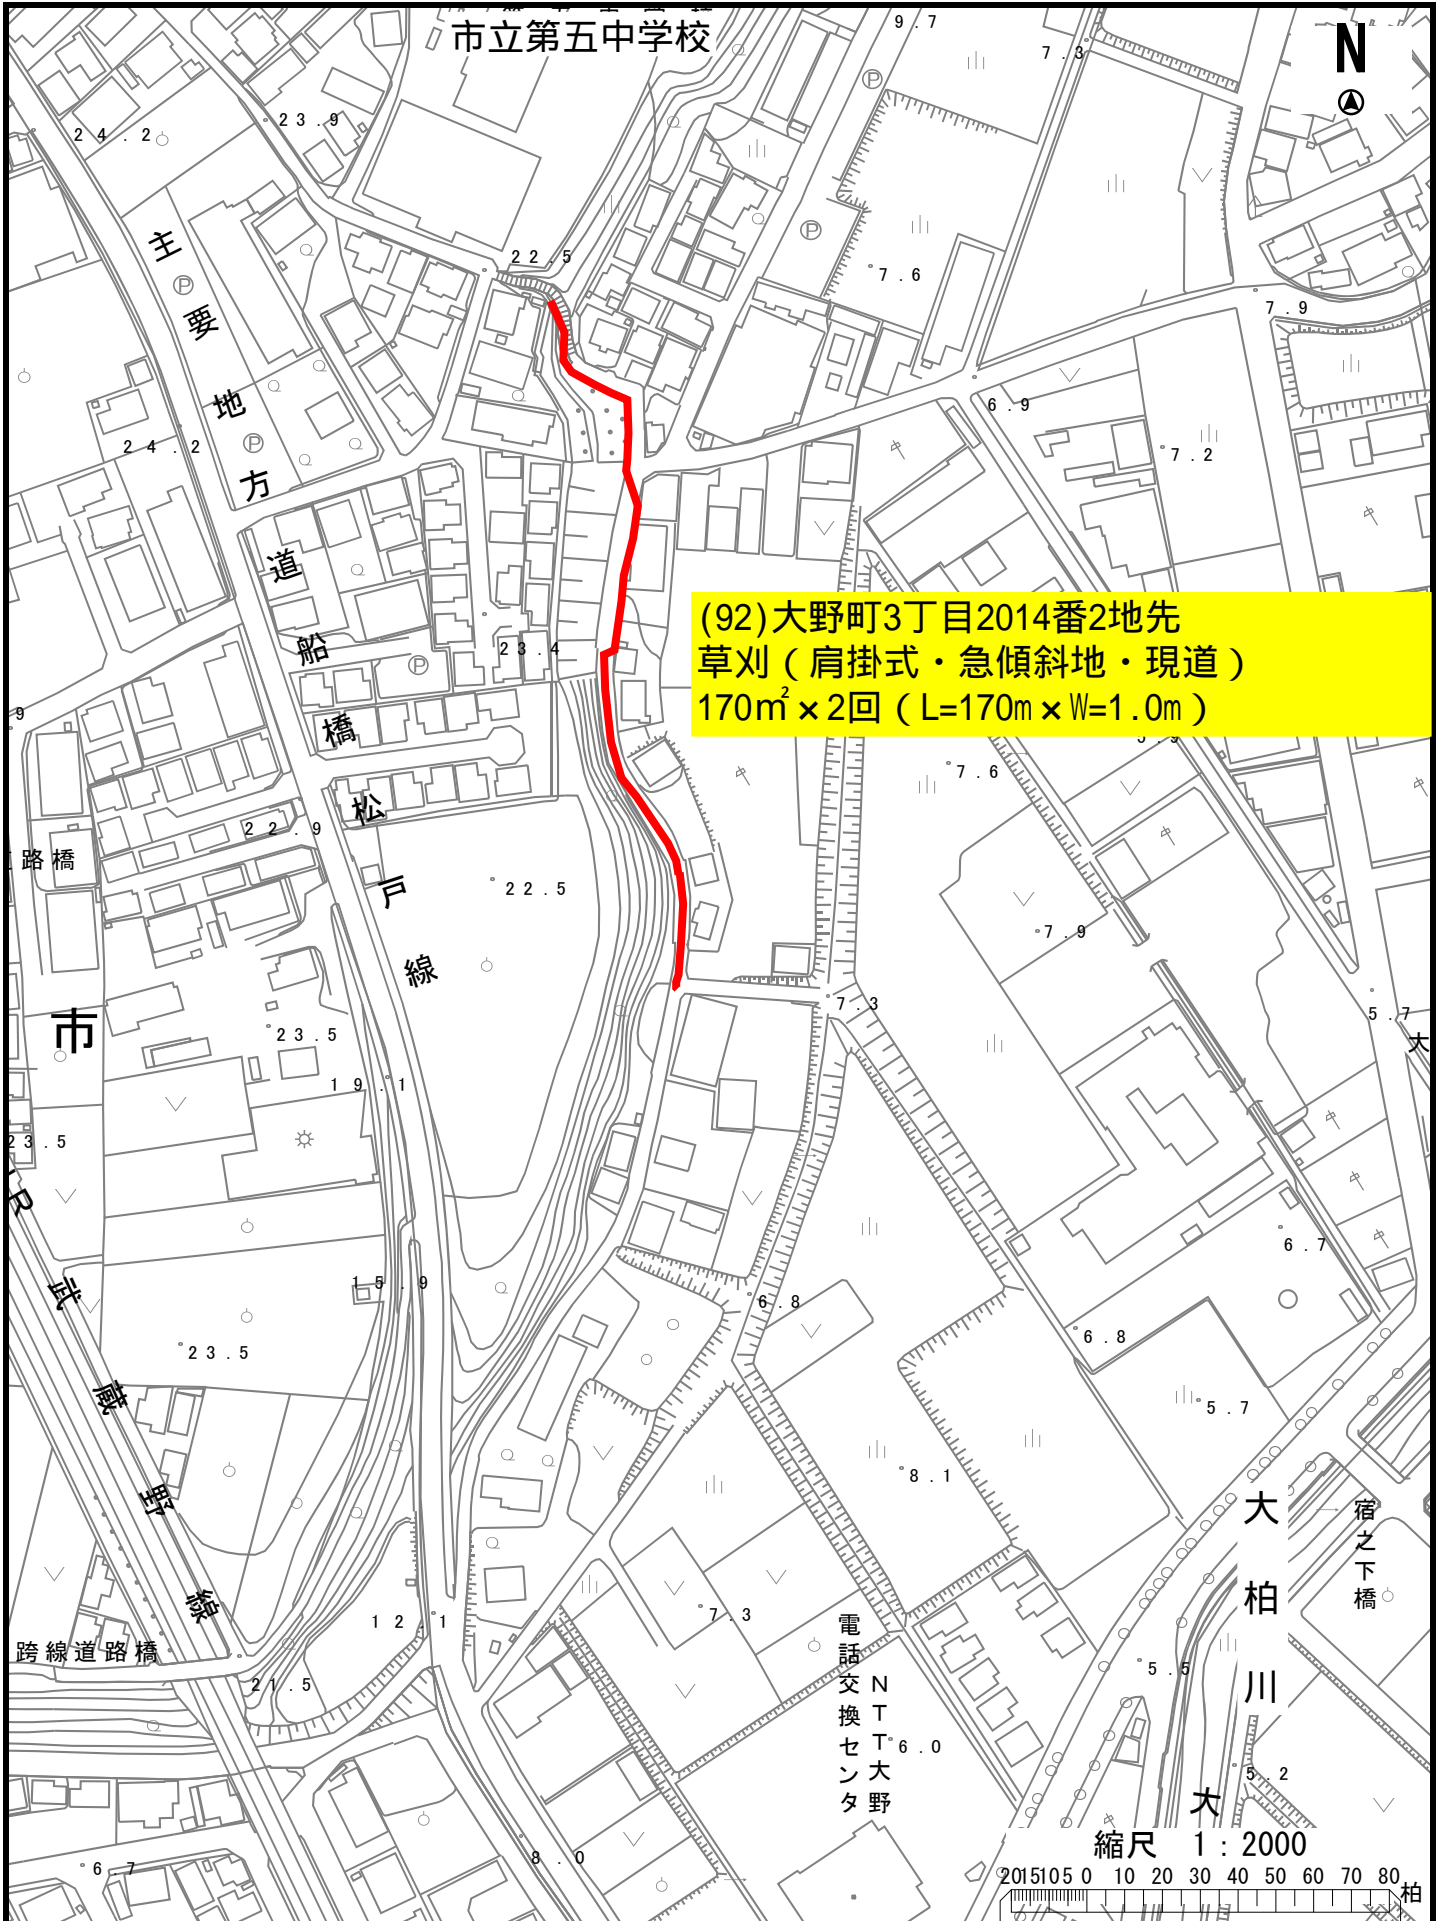 市立第五中学校
N
9.7
7.3
24.2
23.9
22.5
7.6
7.9
6.9
7.2
24.2
主要地方道船橋松戸線
(92)大野町3丁目2014番2地先
草刈（肩掛式・急傾斜地・現道）
170㎡×2回（L=170m×W=1.0m）
23.4
9
5.9
7.6
22.9
路橋
22.5
7.9
市
23.5
7.3
5.7
大
19.1
23.5
R武蔵野線
15.9
23.5
6.8
6.7
6.8
5.7
8.1
大柏川
宿之下橋
12.1
7.3
跨線道路橋
21.5
電話交換センタ
NTT大野
6.0
5.5
5.2
大
8.0
6.7
縮尺 1:2000
20 15 10 5 0 10 20 30 40 50 60 70 80
柏